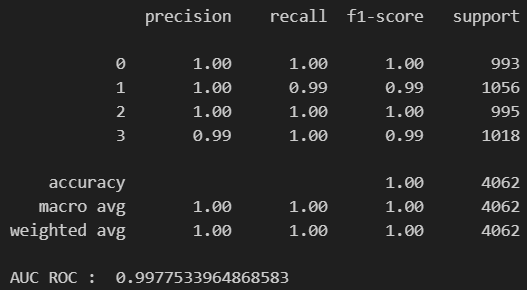 precision recall f1-score support
0 1.00 1.00 1.00 993
1 1.00 0.99 0.99 1056
2 1.00 1.00 1.00 995
3 0.99 1.00 0.99 1018
accuracy 1.00 4062
macro avg 1.00 1.00 1.00 4062
weighted avg 1.00 1.00 1.00 4062
AUC ROC : 0.9977533964868583